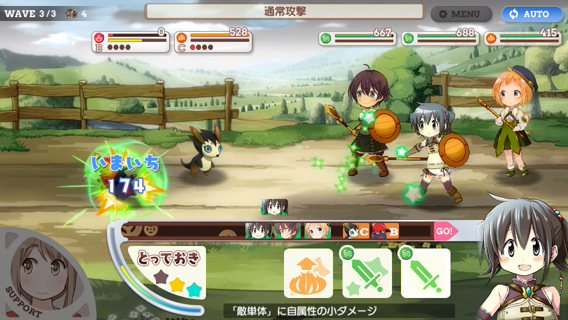 WAVE 3/3 4
通常攻撃
MENU
AUTO
B 0
C 528
667
688
415
いまいち
174
C B GO!
とっておき
SUPPORT
「敵単体」に自属性の小ダメージ